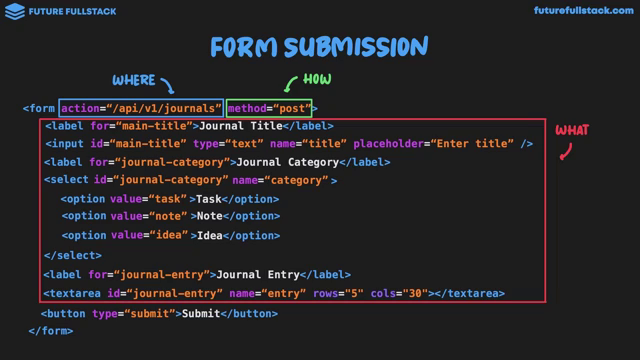 FUTURE FULLSTACK
futurefullstack.com
FORM SUBMISSION
WHERE
HOW
<form action=“/api/v1/journals” method=“post”>
WHAT
<label for=“main-title”>Journal Title</label>
<input id=“main-title” type=“text” name=“title” placeholder=“Enter title” />
<label for=“journal-category”>Journal Category</label>
<select id=“journal-category” name=“category”>
<option value=“task”>Task</option>
<option value=“note”>Note</option>
<option value=“idea”>Idea</option>
</select>
<label for=“journal-entry”>Journal Entry</label>
<textarea id=“journal-entry” name=“entry” rows="5" cols="30"></textarea>
<button type=“submit”>Submit</button>
</form>